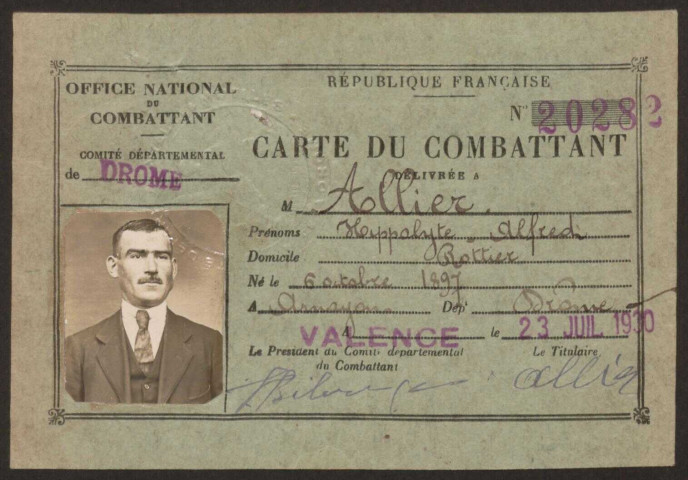 OFFICE NATIONAL
DU
COMBATTANT
COMITÉ DÉPARTEMENTAL
de DROME
RÉPUBLIQUE FRANÇAISE
N° 20282
CARTE DU COMBATTANT
DÉLIVRÉE A
M Allier
Prénoms Hippolyte Alfred
Domicile Rottier
Né le 6 octobre 1897
A Arnayon Dépt Drôme
A VALENCE le 23 JUIL 1930
Le Président du Comité départemental
du Combattant
Le Titulaire
Allier